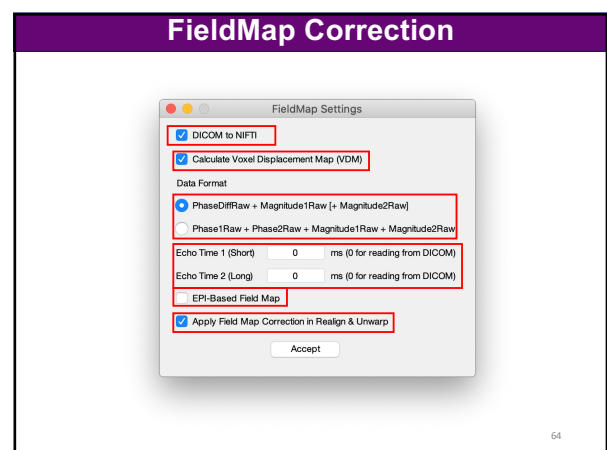 FieldMap Correction
FieldMap Settings
DICOM to NIFTI
Calculate Voxel Displacement Map (VDM)
Data Format
PhaseDiffRaw + Magnitude1Raw [+ Magnitude2Raw]
Phase1Raw + Phase2Raw + Magnitude1Raw + Magnitude2Raw
Echo Time 1 (Short) 0 ms (0 for reading from DICOM)
Echo Time 2 (Long) 0 ms (0 for reading from DICOM)
EPI-Based Field Map
Apply Field Map Correction in Realign & Unwarp
Accept
64